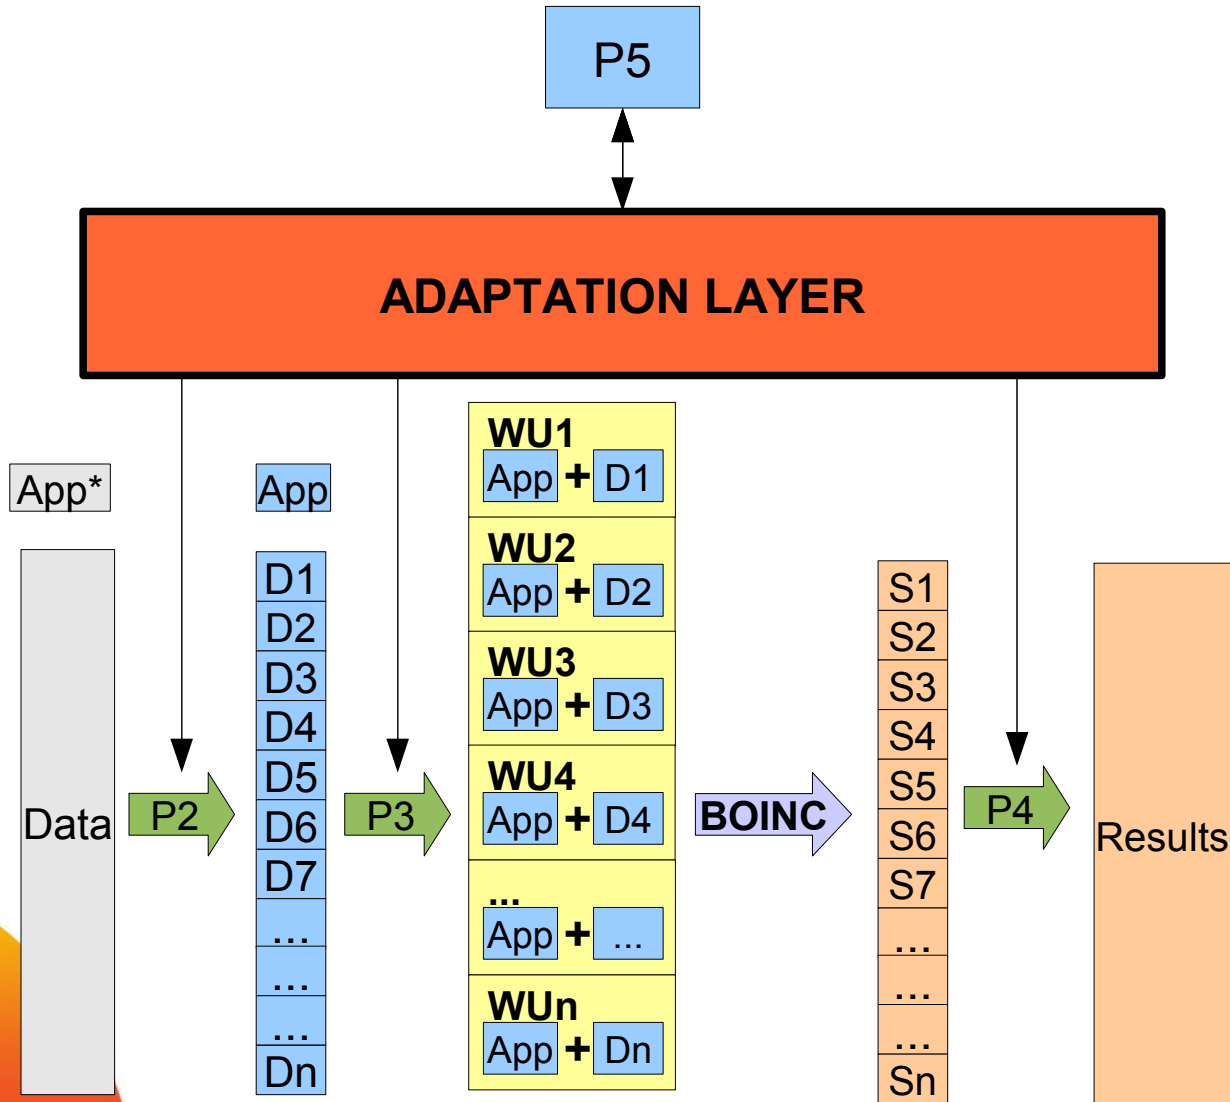 P5
ADAPTATION LAYER
App*
Data
P2
App
D1
D2
D3
D4
D5
D6
D7
...
...
...
Dn
P3
WU1
App + D1
WU2
App + D2
WU3
App + D3
WU4
App + D4
...
App + ...
WUn
App + Dn
BOINC
S1
S2
S3
S4
S5
S6
S7
...
...
...
Sn
P4
Results